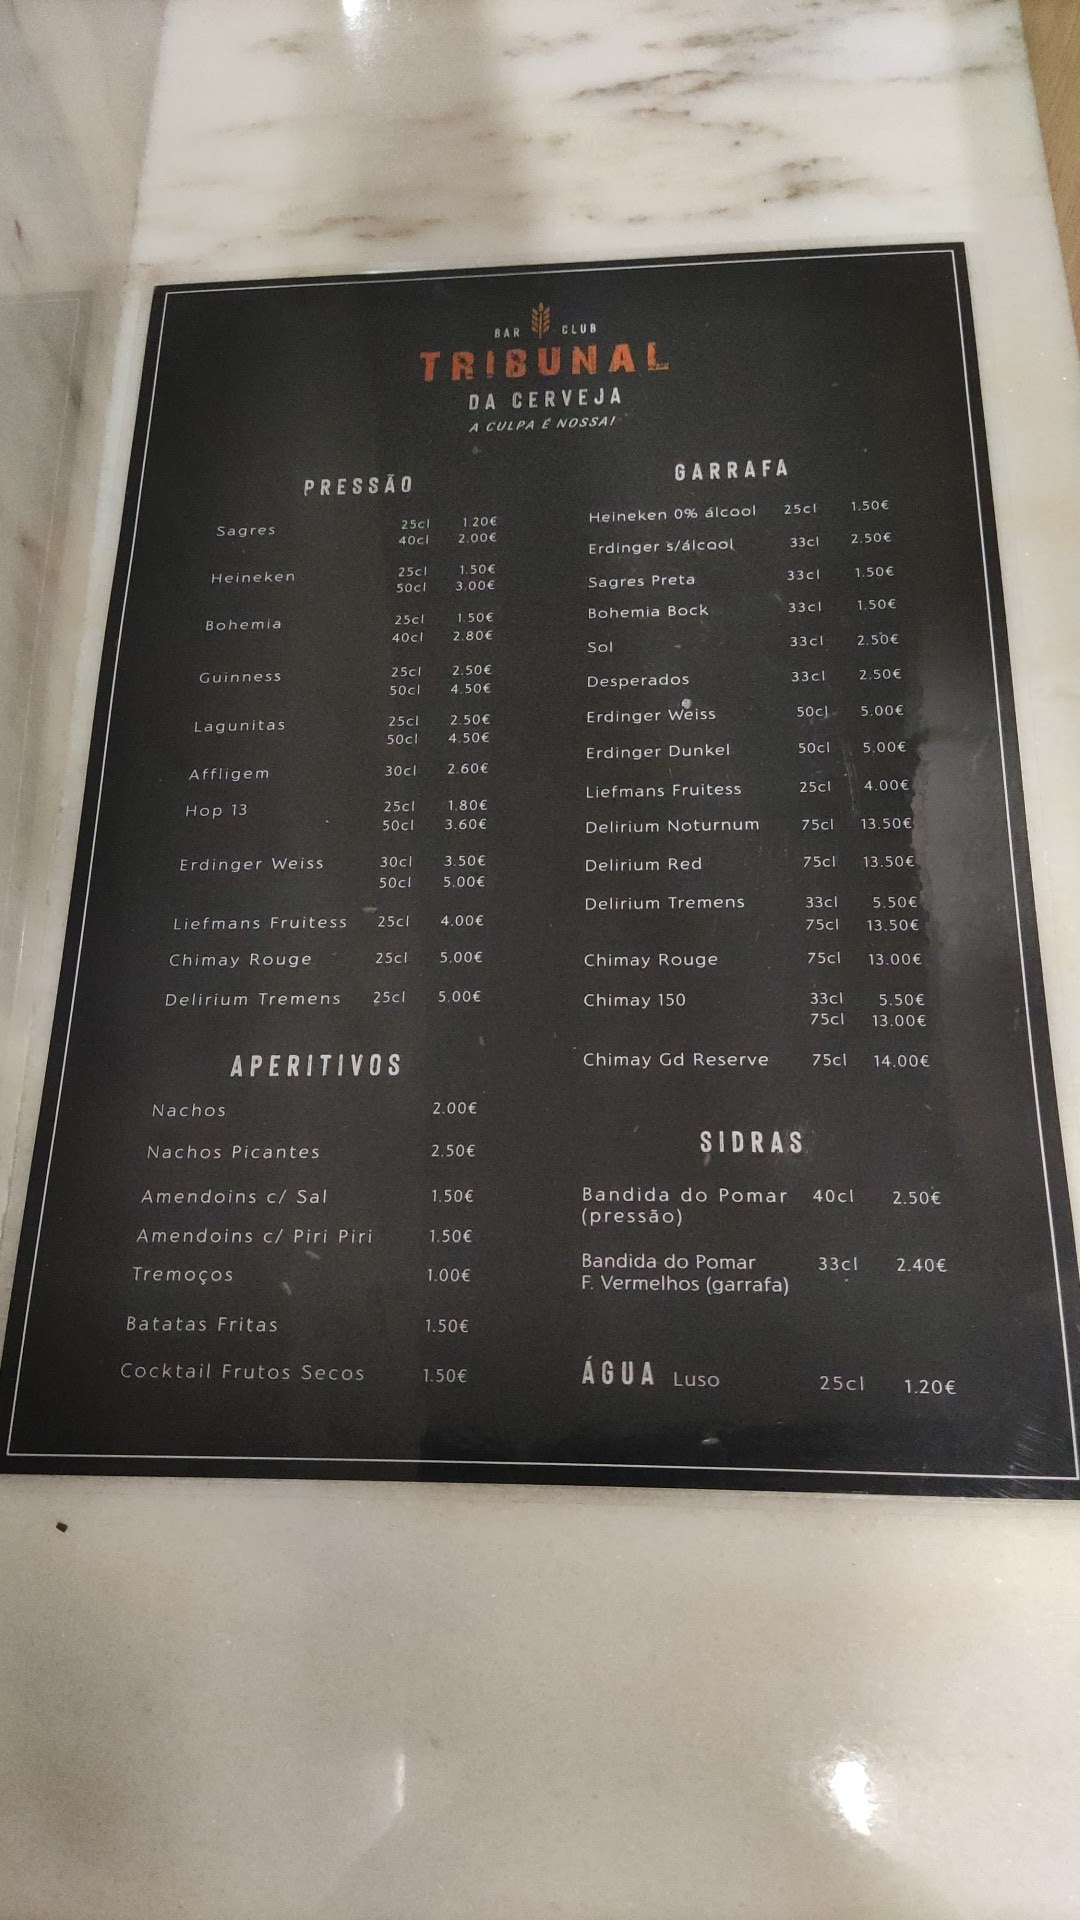 BAR CLUB
TRIBUNAL
DA CERVEJA
A CULPA É NOSSA!
PRESSÃO
Sagres 25cl 1.20€
40cl 2.00€
Heineken 25cl 1.50€
50cl 3.00€
Bohemia 25cl 1.50€
40cl 2.80€
Guinness 25cl 2.50€
50cl 4.50€
Lagunitas 25cl 2.50€
50cl 4.50€
Affligem 30cl 2.60€
Hop 13 25cl 1.80€
50cl 3.60€
Erdinger Weiss 30cl 3.50€
50cl 5.00€
Liefmans Fruitess 25cl 4.00€
Chimay Rouge 25cl 5.00€
Delirium Tremens 25cl 5.00€
APERITIVOS
Nachos 2.00€
Nachos Picantes 2.50€
Amendoins c/ Sal 1.50€
Amendoins c/ Piri Piri 1.50€
Tremoços 1.00€
Batatas Fritas 1.50€
Cocktail Frutos Secos 1.50€
GARRAFA
Heineken 0% álcool 25cl 1.50€
Erdinger s/álcool 33cl 2.50€
Sagres Preta 33cl 1.50€
Bohemia Bock 33cl 1.50€
Sol 33cl 2.50€
Desperados 33cl 2.50€
Erdinger Weiss 50cl 5.00€
Erdinger Dunkel 50cl 5.00€
Liefmans Fruitess 25cl 4.00€
Delirium Noturnum 75cl 13.50€
Delirium Red 75cl 13.50€
Delirium Tremens 33cl 5.50€
75cl 13.50€
Chimay Rouge 75cl 13.00€
Chimay 150 33cl 5.50€
75cl 13.00€
Chimay Gd Reserve 75cl 14.00€
SIDRAS
Bandida do Pomar 40cl 2.50€
(pressão)
Bandida do Pomar 33cl 2.40€
F. Vermelhos (garrafa)
ÁGUA Luso 25cl 1.20€